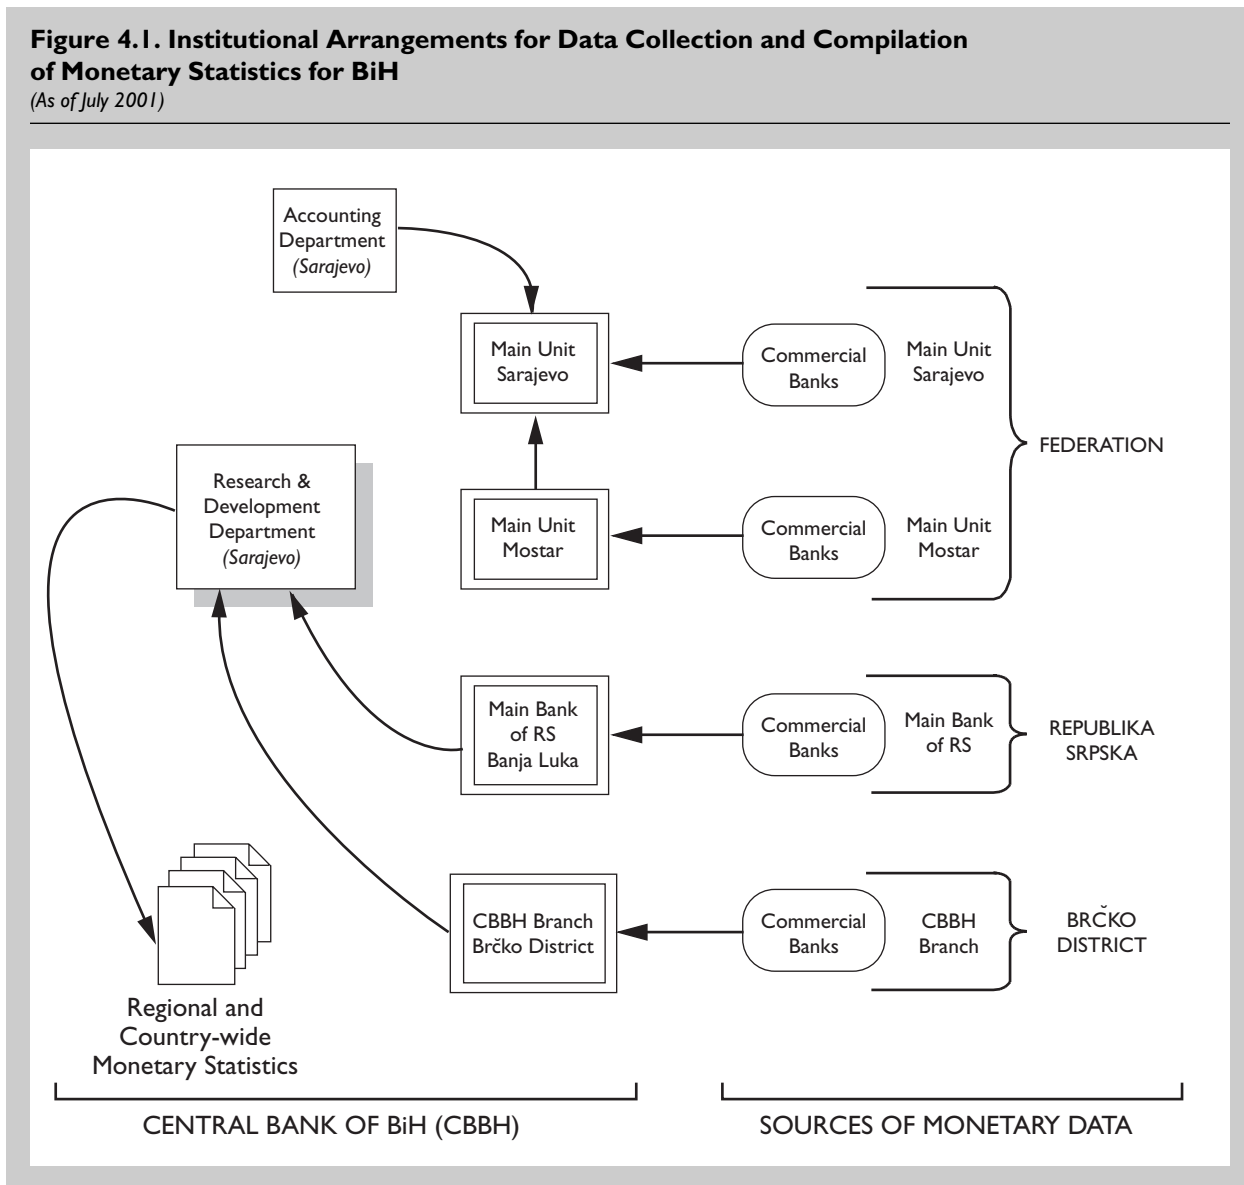 Figure 4.1. Institutional Arrangements for Data Collection and Compilation
of Monetary Statistics for BiH
(As of July 2001)
Accounting
Department
(Sarajevo)
Main Unit
Sarajevo
Commercial
Banks
Main Unit
Sarajevo
FEDERATION
Research &
Development
Department
(Sarajevo)
Main Unit
Mostar
Commercial
Banks
Main Unit
Mostar
Main Bank
of RS
Banja Luka
Commercial
Banks
Main Bank
of RS
REPUBLIKA
SRPSKA
CBBH Branch
Brčko District
Commercial
Banks
CBBH
Branch
BRČKO
DISTRICT
Regional and
Country-wide
Monetary Statistics
CENTRAL BANK OF BiH (CBBH)
SOURCES OF MONETARY DATA